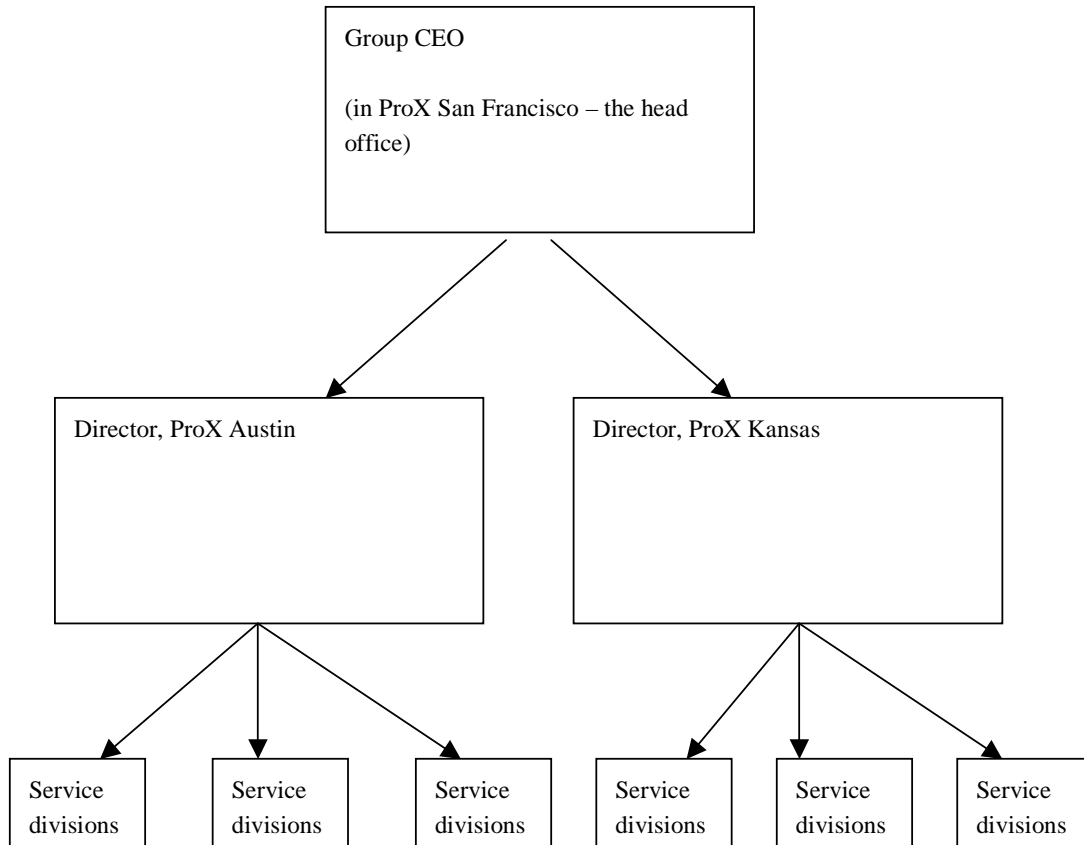 Group CEO
(in ProX San Francisco – the head
office)
Director, ProX Austin
Director, ProX Kansas
Service
divisions
Service
divisions
Service
divisions
Service
divisions
Service
divisions
Service
divisions